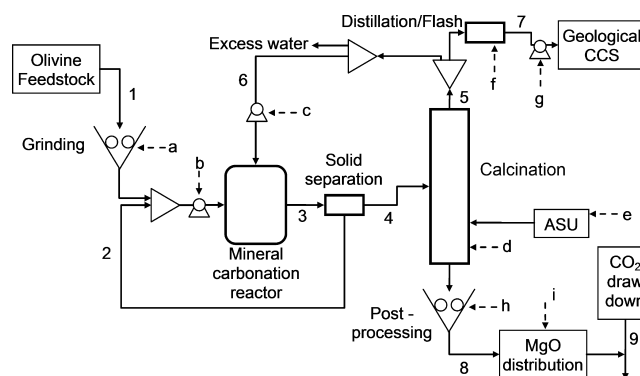 Distillation/Flash
7
Olivine
Feedstock
Excess water
Geological
CCS
6
f
g
1
5
c
Grinding
a
b
Solid
separation
Calcination
3
4
ASU
e
2
d
Mineral
carbonation
reactor
CO2
draw
down
Post -
processing
h
i
9
MgO
distribution
8